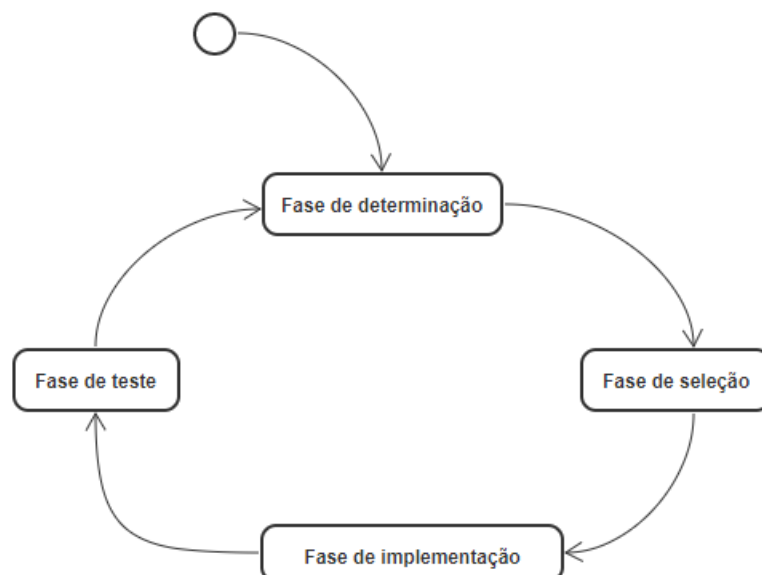 Fase de determinação
Fase de teste
Fase de seleção
Fase de implementação